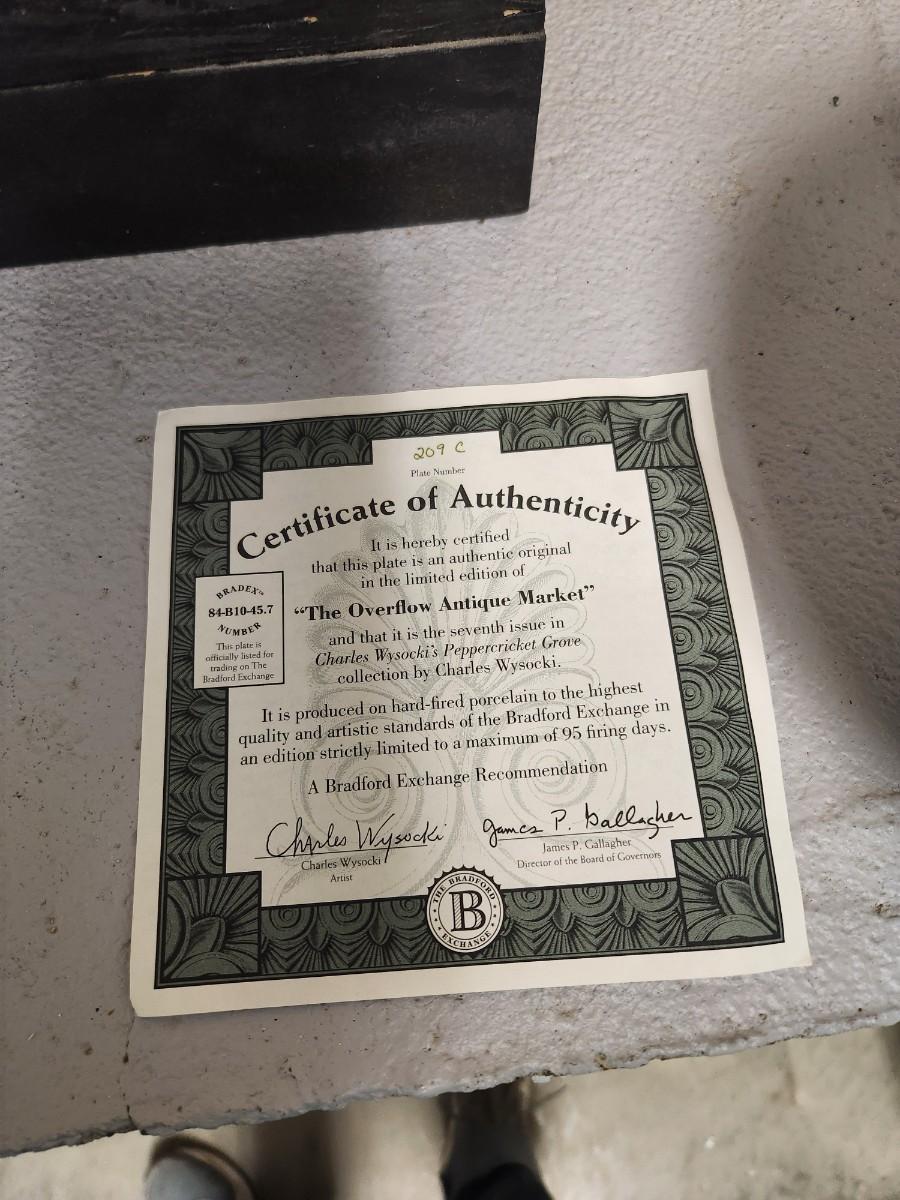 209 C
Plate Number
Certificate of Authenticity
It is hereby certified
that this plate is an authentic original
in the limited edition of
“The Overflow Antique Market”
and that it is the seventh issue in
Charles Wysocki's Peppercricket Grove
collection by Charles Wysocki.
BRADEX™
84-B10-45.7
NUMBER
This plate is
officially listed for
trading on The
Bradford Exchange
It is produced on hard-fired porcelain to the highest
quality and artistic standards of the Bradford Exchange in
an edition strictly limited to a maximum of 95 firing days.
A Bradford Exchange Recommendation
Charles Wysocki
Charles Wysocki
Artist
James P. Gallagher
James P. Gallagher
Director of the Board of Governors
THE BRADFORD
B
EXCHANGE